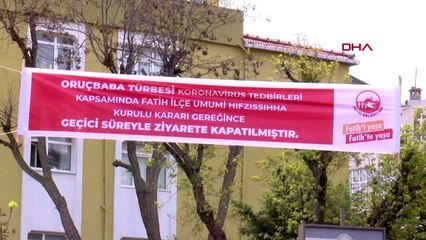 DHA
ORUÇBABA TÜRBESİ KORONAVİRÜS TEDBİRLERİ
KAPSAMINDA FATİH İLÇE UMUMİ HIFZISSIHHA
KURULU KARARI GEREĞİNCE
GEÇİCİ SÜREYLE ZİYARETE KAPATILMIŞTIR.
Fatih'i yaşa
Fatih'te yaşa